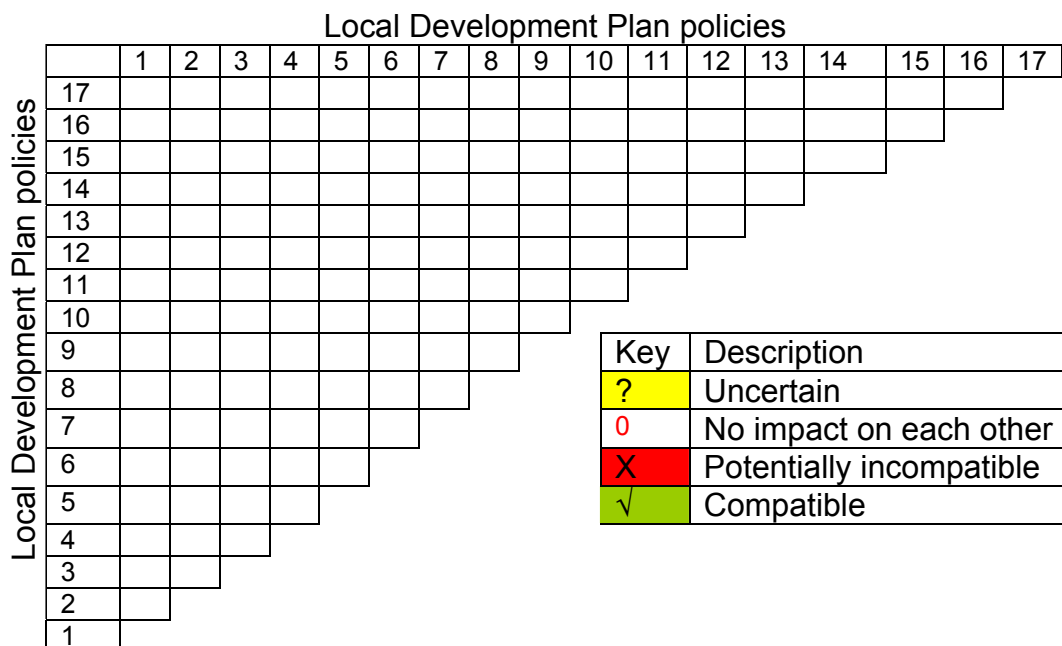 Local Development Plan policies
1 2 3 4 5 6 7 8 9 10 11 12 13 14 15 16 17
Local Development Plan policies
17
16
15
14
13
12
11
10
9
8
7
6
5
4
3
2
1
Key Description
? Uncertain
0 No impact on each other
X Potentially incompatible
√ Compatible